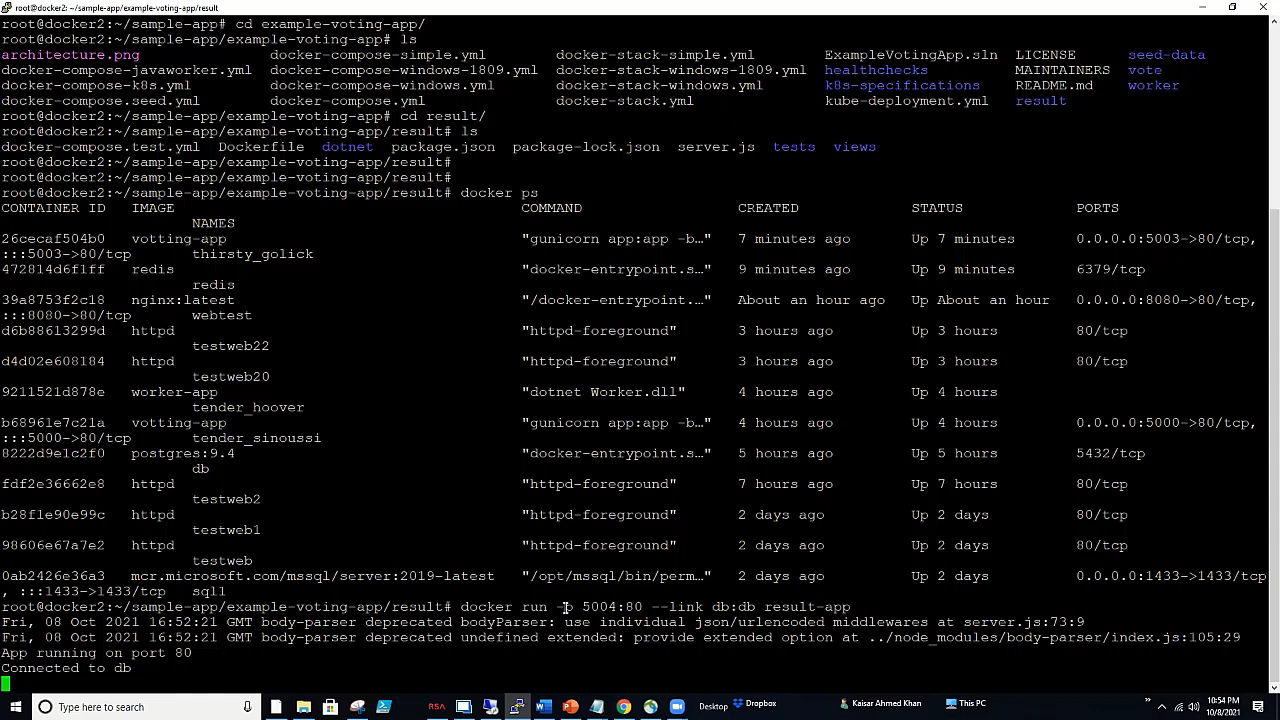 root@docker2: ~/sample-app/example-voting-app/result
root@docker2:~/sample-app# cd example-voting-app/
root@docker2:~/sample-app/example-voting-app# ls
architecture.png docker-compose-simple.yml docker-stack-simple.yml ExampleVotingApp.sln LICENSE seed-data
docker-compose-javaworker.yml docker-compose-windows-1809.yml docker-stack-windows-1809.yml healthchecks MAINTAINERS vote
docker-compose-k8s.yml docker-compose-windows.yml docker-stack-windows.yml k8s-specifications README.md worker
docker-compose.seed.yml docker-compose.yml docker-stack.yml kube-deployment.yml result
root@docker2:~/sample-app/example-voting-app# cd result/
root@docker2:~/sample-app/example-voting-app/result# ls
docker-compose.test.yml Dockerfile dotnet package.json package-lock.json server.js tests views
root@docker2:~/sample-app/example-voting-app/result#
root@docker2:~/sample-app/example-voting-app/result#
root@docker2:~/sample-app/example-voting-app/result# docker ps
CONTAINER ID IMAGE COMMAND CREATED STATUS PORTS
NAMES
26cecaf504b0 votting-app "gunicorn app:app -b…" 7 minutes ago Up 7 minutes 0.0.0.0:5003->80/tcp,
:::5003->80/tcp thirsty_golick
472814d6f1ff redis "docker-entrypoint.s…" 9 minutes ago Up 9 minutes 6379/tcp
redis
39a8753f2c18 nginx:latest "/docker-entrypoint.…" About an hour ago Up About an hour 0.0.0.0:8080->80/tcp,
:::8080->80/tcp webtest
d6b88613299d httpd "httpd-foreground" 3 hours ago Up 3 hours 80/tcp
testweb22
d4d02e608184 httpd "httpd-foreground" 3 hours ago Up 3 hours 80/tcp
testweb20
9211521d878e worker-app "dotnet Worker.dll" 4 hours ago Up 4 hours
tender_hoover
b68961e7c21a votting-app "gunicorn app:app -b…" 4 hours ago Up 4 hours 0.0.0.0:5000->80/tcp,
:::5000->80/tcp tender_sinoussi
8222d9e1c2f0 postgres:9.4 "docker-entrypoint.s…" 5 hours ago Up 5 hours 5432/tcp
db
fdf2e36662e8 httpd "httpd-foreground" 7 hours ago Up 7 hours 80/tcp
testweb2
b28f1e90e99c httpd "httpd-foreground" 2 days ago Up 2 days 80/tcp
testweb1
98606e67a7e2 httpd "httpd-foreground" 2 days ago Up 2 days 80/tcp
testweb
0ab2426e36a3 mcr.microsoft.com/mssql/server:2019-latest "/opt/mssql/bin/perm…" 2 days ago Up 2 days 0.0.0.0:1433->1433/tcp
, :::1433->1433/tcp sql1
root@docker2:~/sample-app/example-voting-app/result# docker run -p 5004:80 --link db:db result-app
Fri, 08 Oct 2021 16:52:21 GMT body-parser deprecated bodyParser: use individual json/urlencoded middlewares at server.js:73:9
Fri, 08 Oct 2021 16:52:21 GMT body-parser deprecated undefined extended: provide extended option at ../node_modules/body-parser/index.js:105:29
App running on port 80
Connected to db
Type here to search RSA Desktop Dropbox Kaisar Ahmed Khan This PC 10:54 PM
10/8/2021